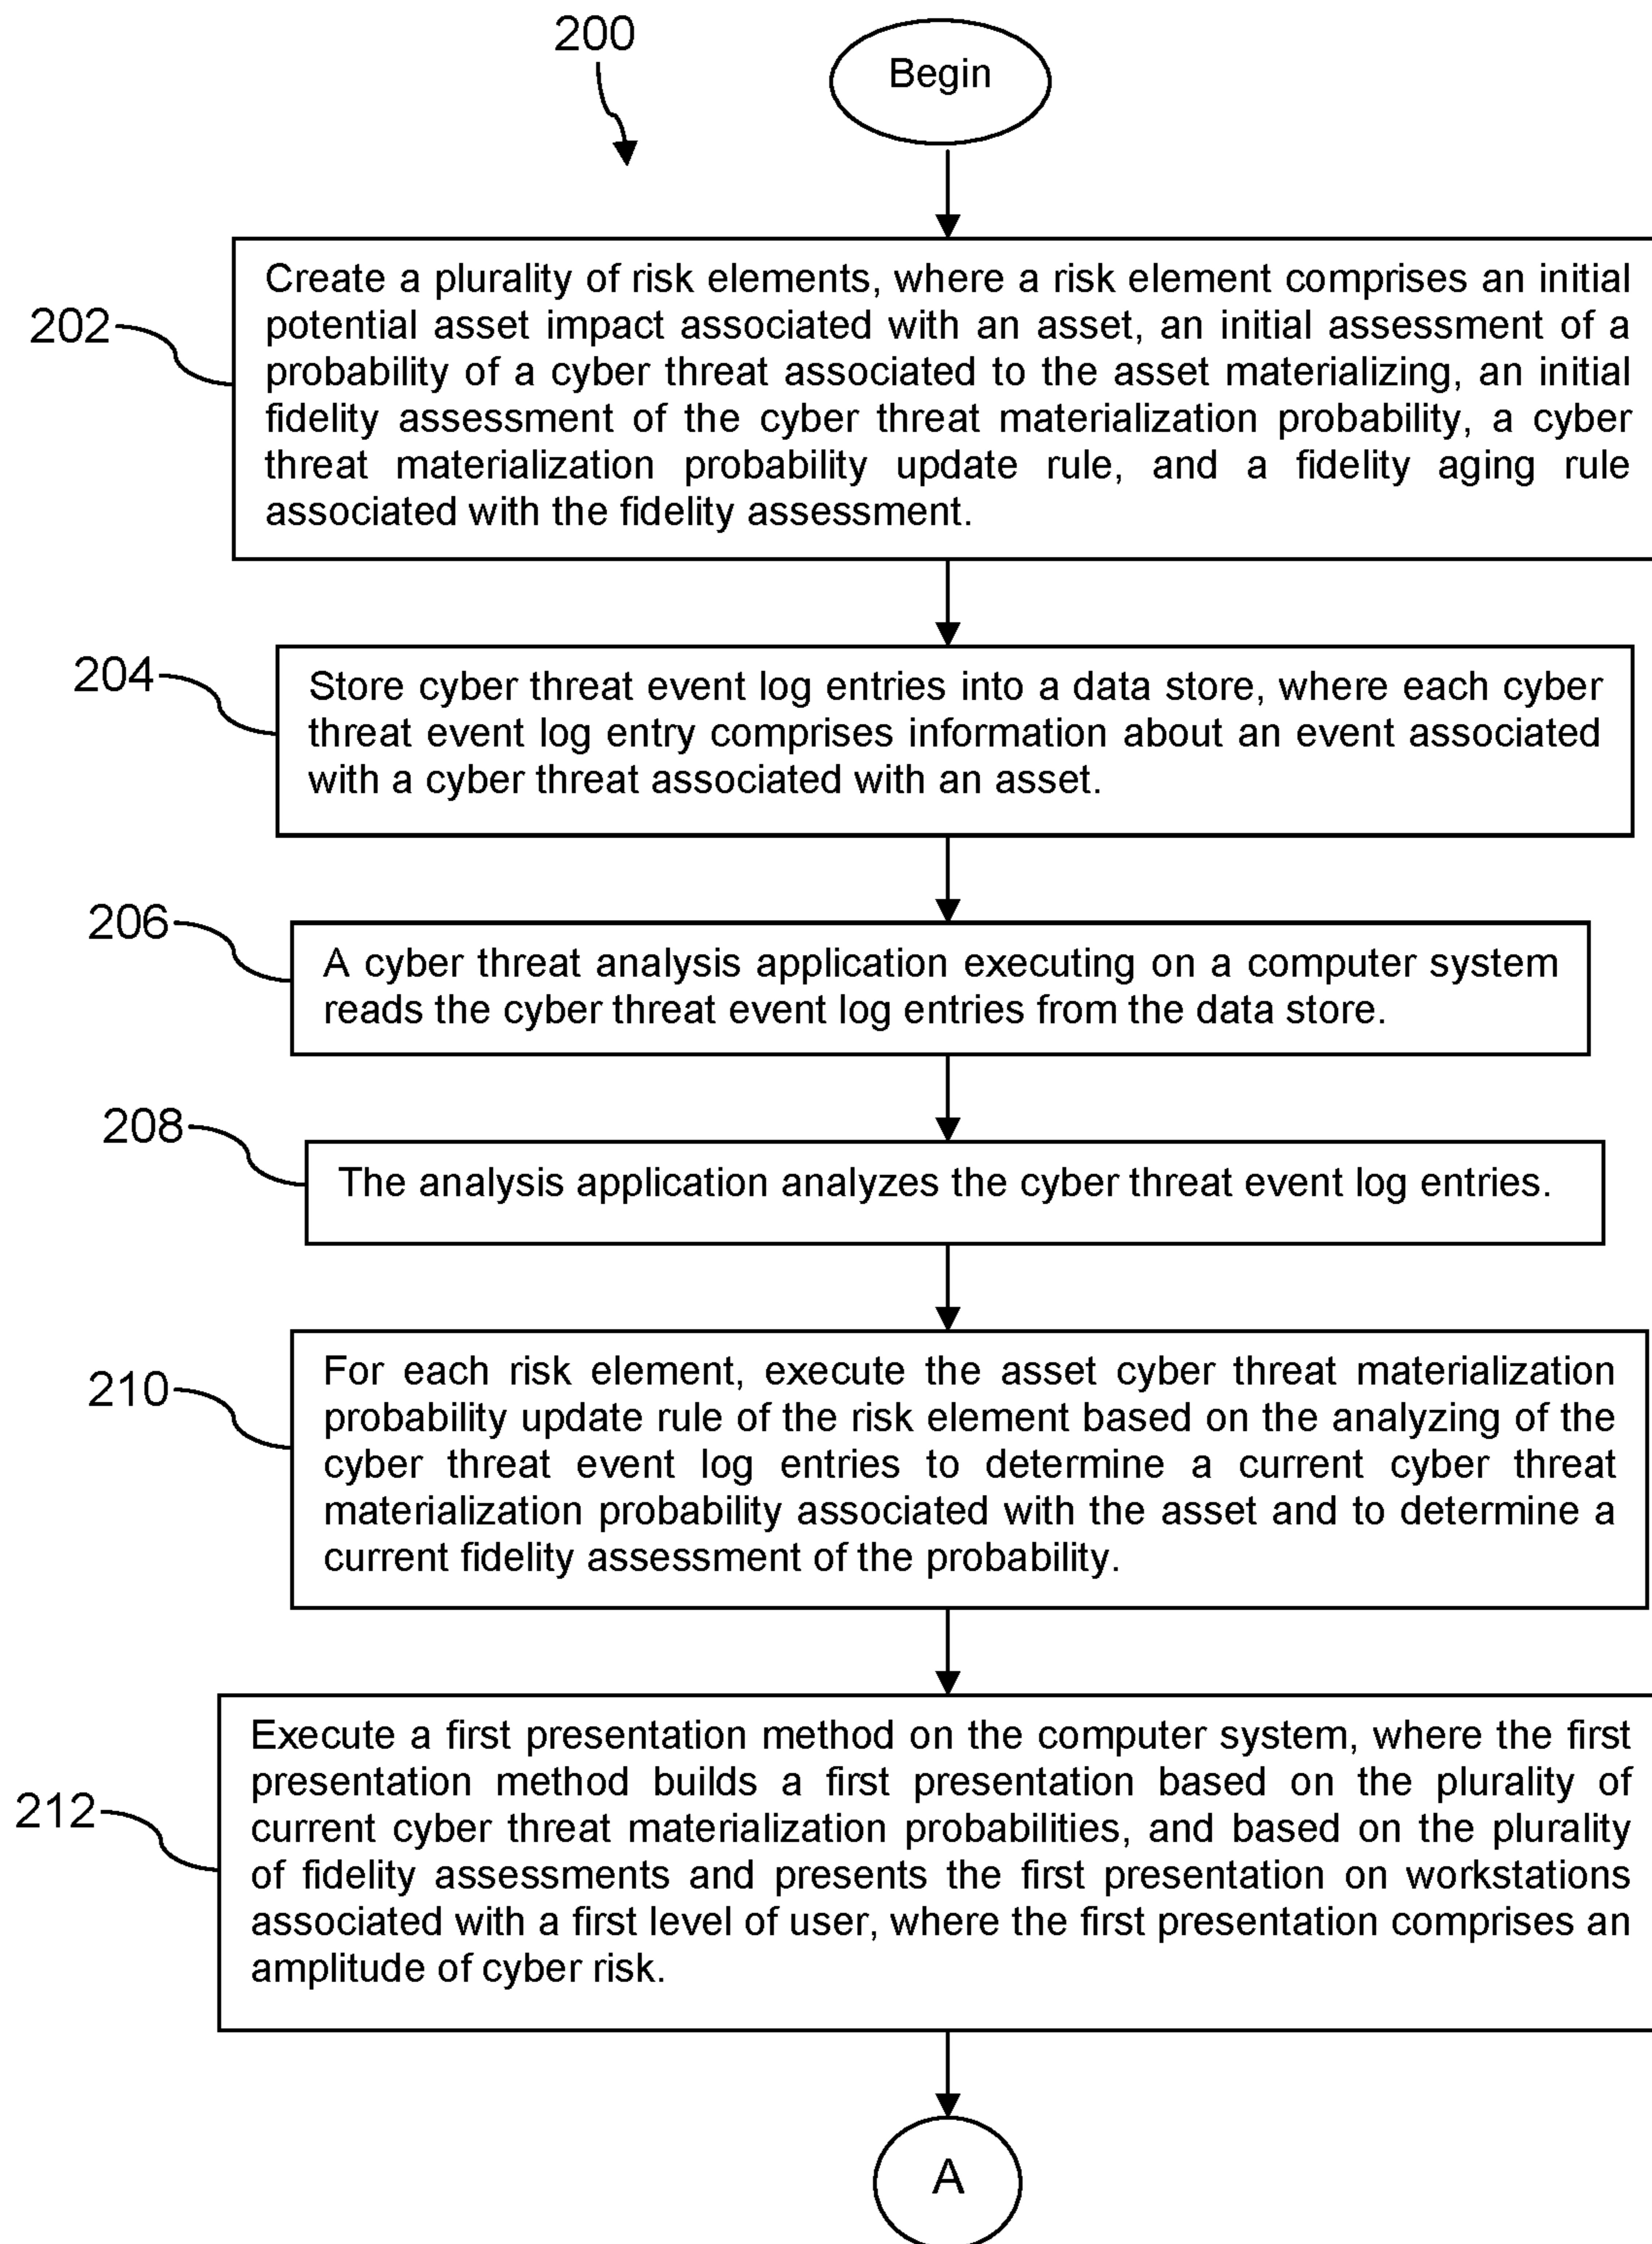 200
Begin
202
Create a plurality of risk elements, where a risk element comprises an initial
potential asset impact associated with an asset, an initial assessment of a
probability of a cyber threat associated to the asset materializing, an initial
fidelity assessment of the cyber threat materialization probability, a cyber
threat materialization probability update rule, and a fidelity aging rule
associated with the fidelity assessment.
204
Store cyber threat event log entries into a data store, where each cyber
threat event log entry comprises information about an event associated
with a cyber threat associated with an asset.
206
A cyber threat analysis application executing on a computer system
reads the cyber threat event log entries from the data store.
208
The analysis application analyzes the cyber threat event log entries.
210
For each risk element, execute the asset cyber threat materialization
probability update rule of the risk element based on the analyzing of the
cyber threat event log entries to determine a current cyber threat
materialization probability associated with the asset and to determine a
current fidelity assessment of the probability.
212
Execute a first presentation method on the computer system, where the first
presentation method builds a first presentation based on the plurality of
current cyber threat materialization probabilities, and based on the plurality
of fidelity assessments and presents the first presentation on workstations
associated with a first level of user, where the first presentation comprises an
amplitude of cyber risk.
A